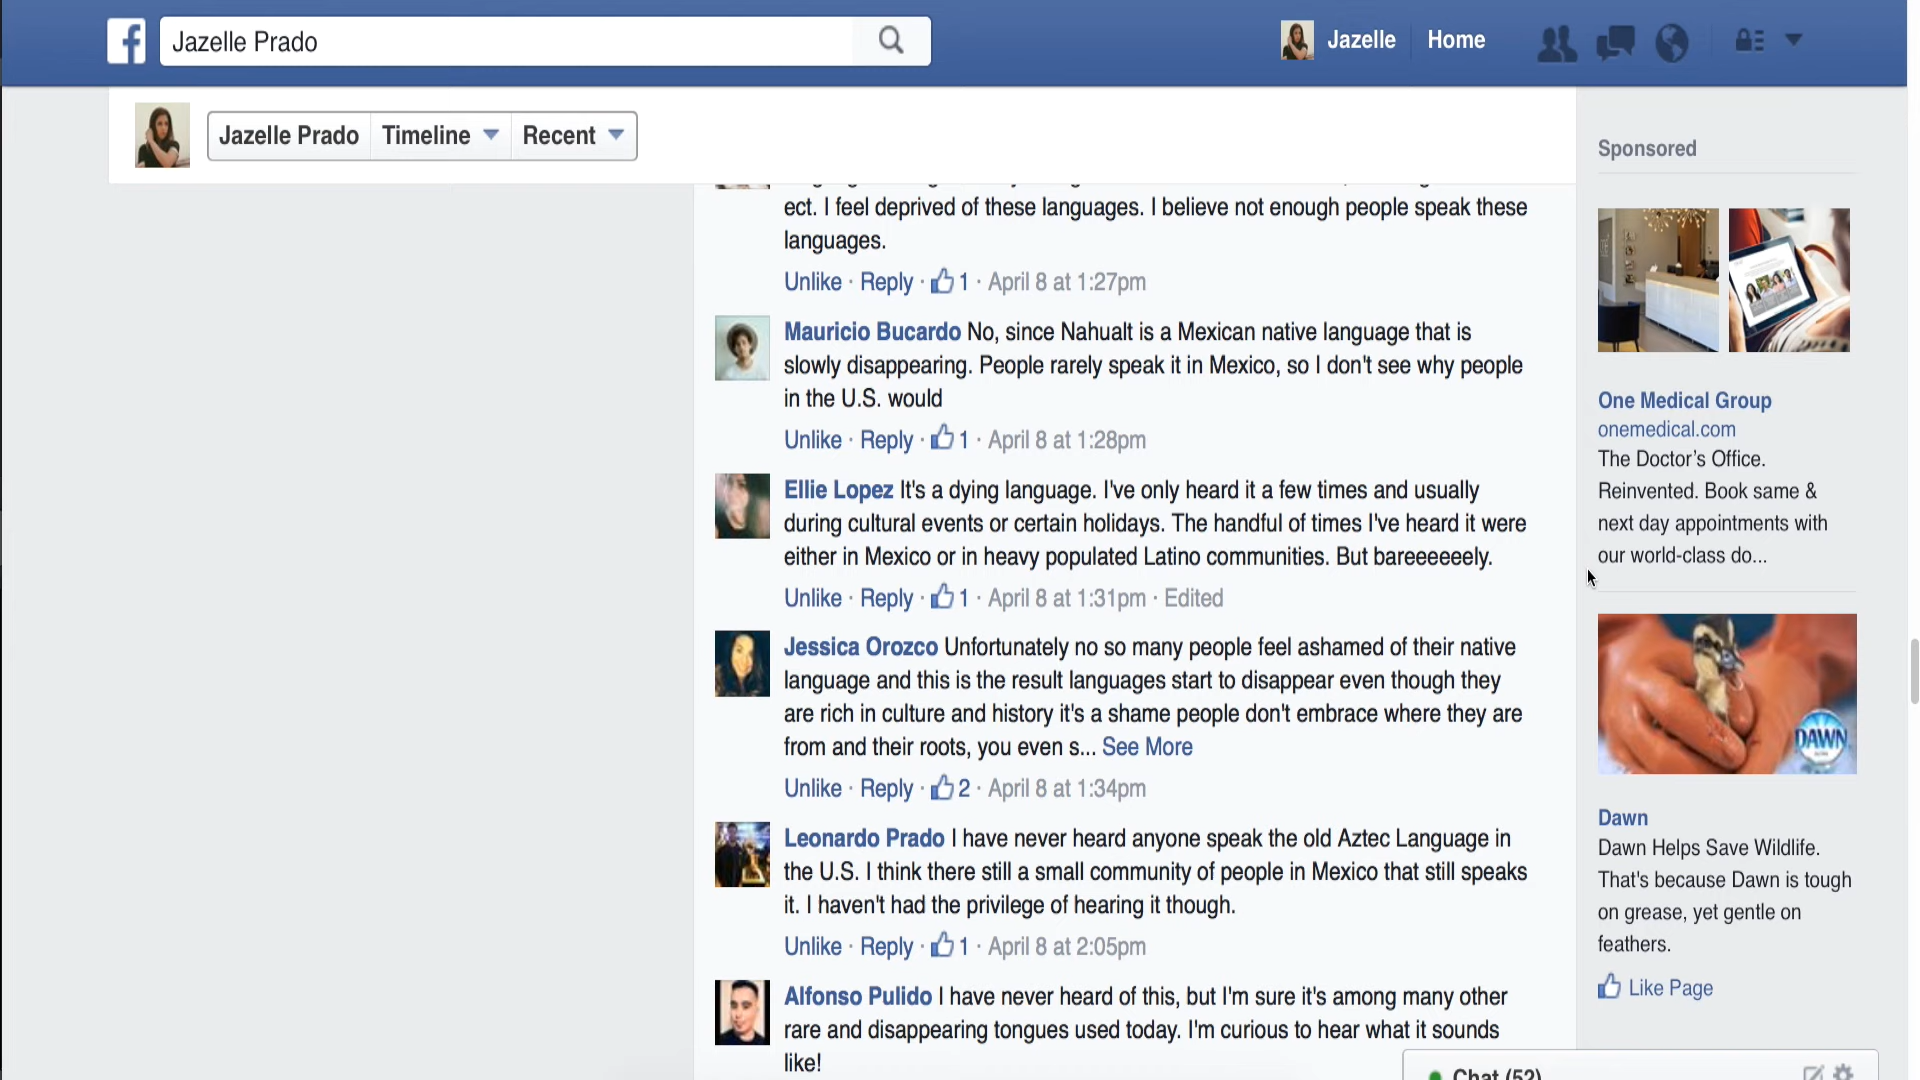 Jazelle Prado
Jazelle
Home
Jazelle Prado
Timeline
Recent
Sponsored
ect. I feel deprived of these languages. I believe not enough people speak these
languages.
Unlike · Reply · 1 · April 8 at 1:27pm
Mauricio Bucardo No, since Nahualt is a Mexican native language that is
slowly disappearing. People rarely speak it in Mexico, so I don't see why people
in the U.S. would
Unlike · Reply · 1 · April 8 at 1:28pm
Ellie Lopez It's a dying language. I've only heard it a few times and usually
during cultural events or certain holidays. The handful of times I've heard it were
either in Mexico or in heavy populated Latino communities. But bareeeeeely.
Unlike · Reply · 1 · April 8 at 1:31pm · Edited
Jessica Orozco Unfortunately no so many people feel ashamed of their native
language and this is the result languages start to disappear even though they
are rich in culture and history it's a shame people don't embrace where they are
from and their roots, you even s... See More
Unlike · Reply · 2 · April 8 at 1:34pm
Leonardo Prado I have never heard anyone speak the old Aztec Language in
the U.S. I think there still a small community of people in Mexico that still speaks
it. I haven't had the privilege of hearing it though.
Unlike · Reply · 1 · April 8 at 2:05pm
Alfonso Pulido I have never heard of this, but I'm sure it's among many other
rare and disappearing tongues used today. I'm curious to hear what it sounds
like!
One Medical Group
onemedical.com
The Doctor's Office.
Reinvented. Book same &
next day appointments with
our world-class do...
DAWN
Dawn
Dawn Helps Save Wildlife.
That's because Dawn is tough
on grease, yet gentle on
feathers.
Like Page
Chat (52)